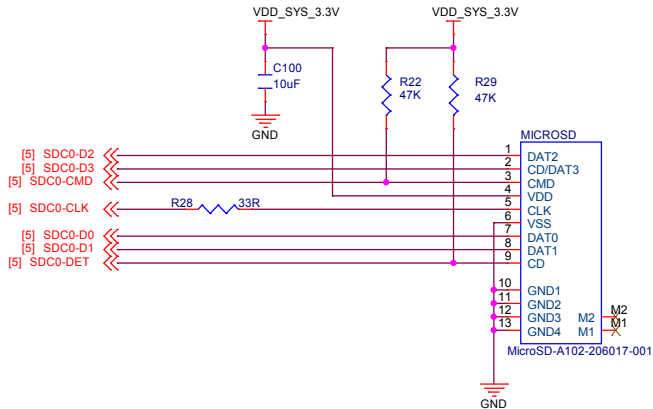 VDD_SYS_3.3V VDD_SYS_3.3V
C100
10uF
GND
R22
47K
R29
47K
MICROSD
[5] SDC0-D2 1 DAT2
[5] SDC0-D3 2 CD/DAT3
[5] SDC0-CMD 3 CMD
4 VDD
[5] SDC0-CLK R28 33R 5 CLK
6 VSS
[5] SDC0-D0 7 DAT0
[5] SDC0-D1 8 DAT1
[5] SDC0-DET 9 CD
10 GND1
11 GND2
12 GND3 M2 M2
13 GND4 M1 M1
MicroSD-A102-206017-001
GND